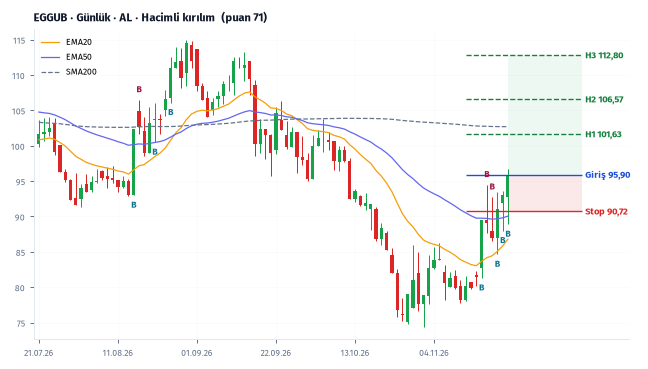 EGGUB · Günlük · AL · Hacimli kırılım (puan 71)
EMA20
EMA50
SMA200
115
110
105
100
95
90
85
80
75
B
B
B
B
B
B
B
B
B
B
H3 112,80
H2 106,57
H1 101,63
Giriş 95,90
Stop 90,72
21.07.26
11.08.26
01.09.26
22.09.26
13.10.26
04.11.26